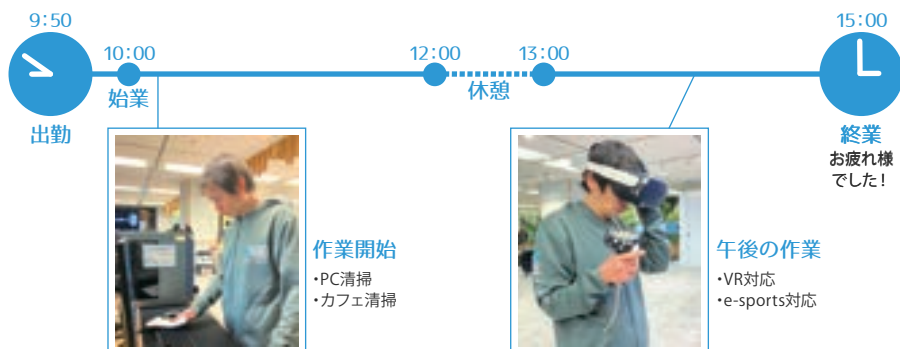 9:50
出勤
10:00
始業
作業開始
・PC清掃
・カフェ清掃
12:00
休憩
13:00
午後の作業
・VR対応
・e-sports対応
15:00
終業
お疲れ様
でした!